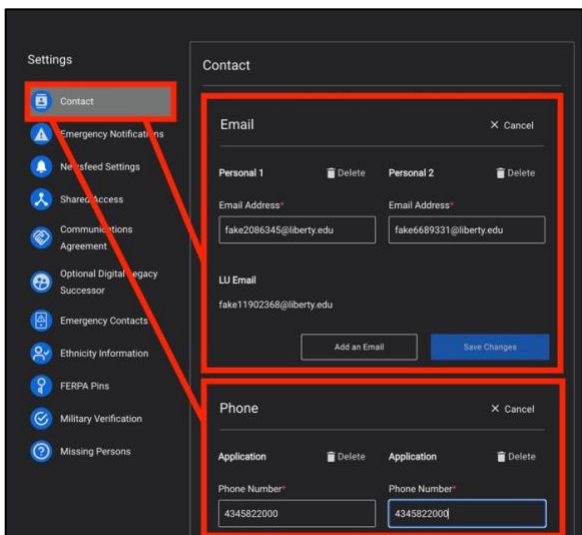 Settings
Contact
Emergency Notifications
Newsfeed Settings
Shared Access
Communications
Agreement
Optional Digital Legacy
Successor
Emergency Contacts
Ethnicity Information
FERPA Pins
Military Verification
Missing Persons
Contact
Email × Cancel
Personal 1 Delete Personal 2 Delete
Email Address* Email Address*
fake2086345@liberty.edu fake6689331@liberty.edu
LU Email
fake11902368@liberty.edu
Add an Email Save Changes
Phone × Cancel
Application Delete Application Delete
Phone Number* Phone Number*
4345822000 4345822000